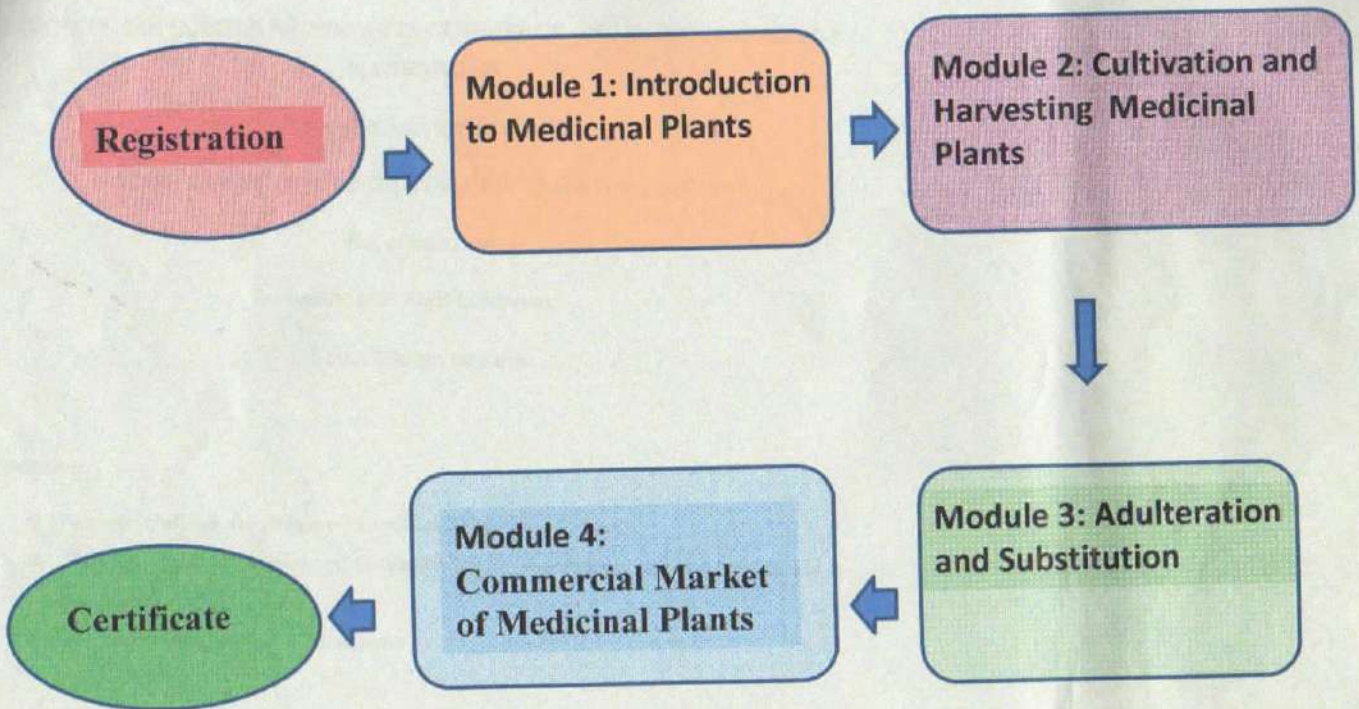 Registration
Module 1: Introduction
to Medicinal Plants
Module 2: Cultivation and
Harvesting Medicinal
Plants
Module 3: Adulteration
and Substitution
Module 4:
Commercial Market
of Medicinal Plants
Certificate